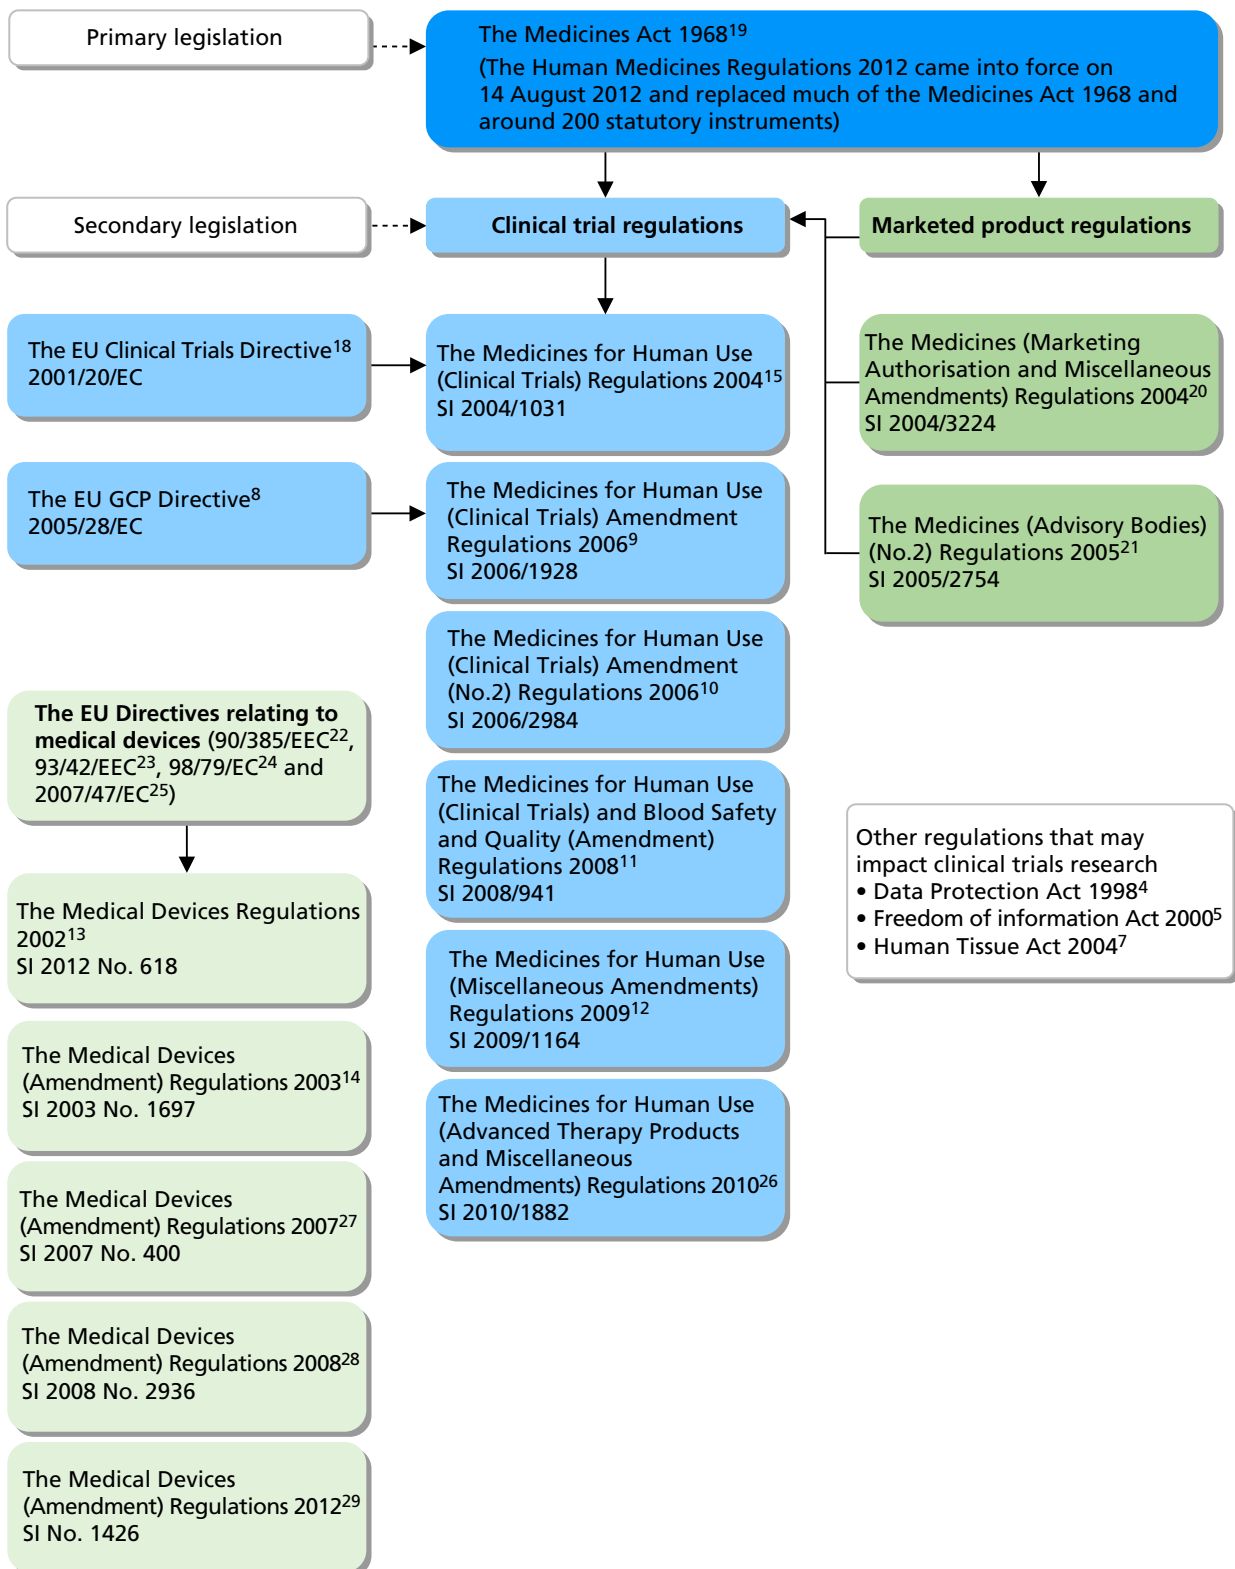 Primary legislation
The Medicines Act 1968¹⁹
(The Human Medicines Regulations 2012 came into force on
14 August 2012 and replaced much of the Medicines Act 1968 and
around 200 statutory instruments)
Secondary legislation
Clinical trial regulations
Marketed product regulations
The EU Clinical Trials Directive¹⁸
2001/20/EC
The Medicines for Human Use
(Clinical Trials) Regulations 2004¹⁵
SI 2004/1031
The Medicines (Marketing
Authorisation and Miscellaneous
Amendments) Regulations 2004²⁰
SI 2004/3224
The EU GCP Directive⁸
2005/28/EC
The Medicines for Human Use
(Clinical Trials) Amendment
Regulations 2006⁹
SI 2006/1928
The Medicines (Advisory Bodies)
(No.2) Regulations 2005²¹
SI 2005/2754
The Medicines for Human Use
(Clinical Trials) Amendment
(No.2) Regulations 2006¹⁰
SI 2006/2984
The EU Directives relating to
medical devices (90/385/EEC²²,
93/42/EEC²³, 98/79/EC²⁴ and
2007/47/EC²⁵)
The Medicines for Human Use
(Clinical Trials) and Blood Safety
and Quality (Amendment)
Regulations 2008¹¹
SI 2008/941
Other regulations that may
impact clinical trials research
• Data Protection Act 1998⁴
• Freedom of information Act 2000⁵
• Human Tissue Act 2004⁷
The Medical Devices Regulations
2002¹³
SI 2012 No. 618
The Medicines for Human Use
(Miscellaneous Amendments)
Regulations 2009¹²
SI 2009/1164
The Medical Devices
(Amendment) Regulations 2003¹⁴
SI 2003 No. 1697
The Medicines for Human Use
(Advanced Therapy Products
and Miscellaneous
Amendments) Regulations 2010²⁶
SI 2010/1882
The Medical Devices
(Amendment) Regulations 2007²⁷
SI 2007 No. 400
The Medical Devices
(Amendment) Regulations 2008²⁸
SI 2008 No. 2936
The Medical Devices
(Amendment) Regulations 2012²⁹
SI No. 1426